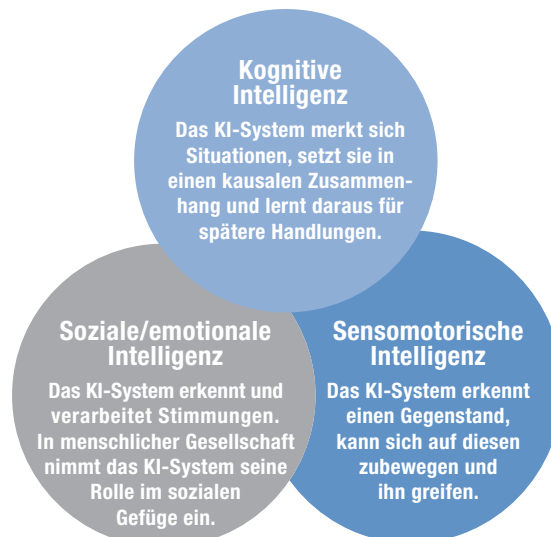 Kognitive
Intelligenz
Das KI-System merkt sich
Situationen, setzt sie in
einen kausalen Zusammen-
hang und lernt daraus für
spätere Handlungen.
Soziale/emotionale
Intelligenz
Das KI-System erkennt und
verarbeitet Stimmungen.
In menschlicher Gesellschaft
nimmt das KI-System seine
Rolle im sozialen
Gefüge ein.
Sensomotorische
Intelligenz
Das KI-System erkennt
einen Gegenstand,
kann sich auf diesen
zubewegen und
ihn greifen.